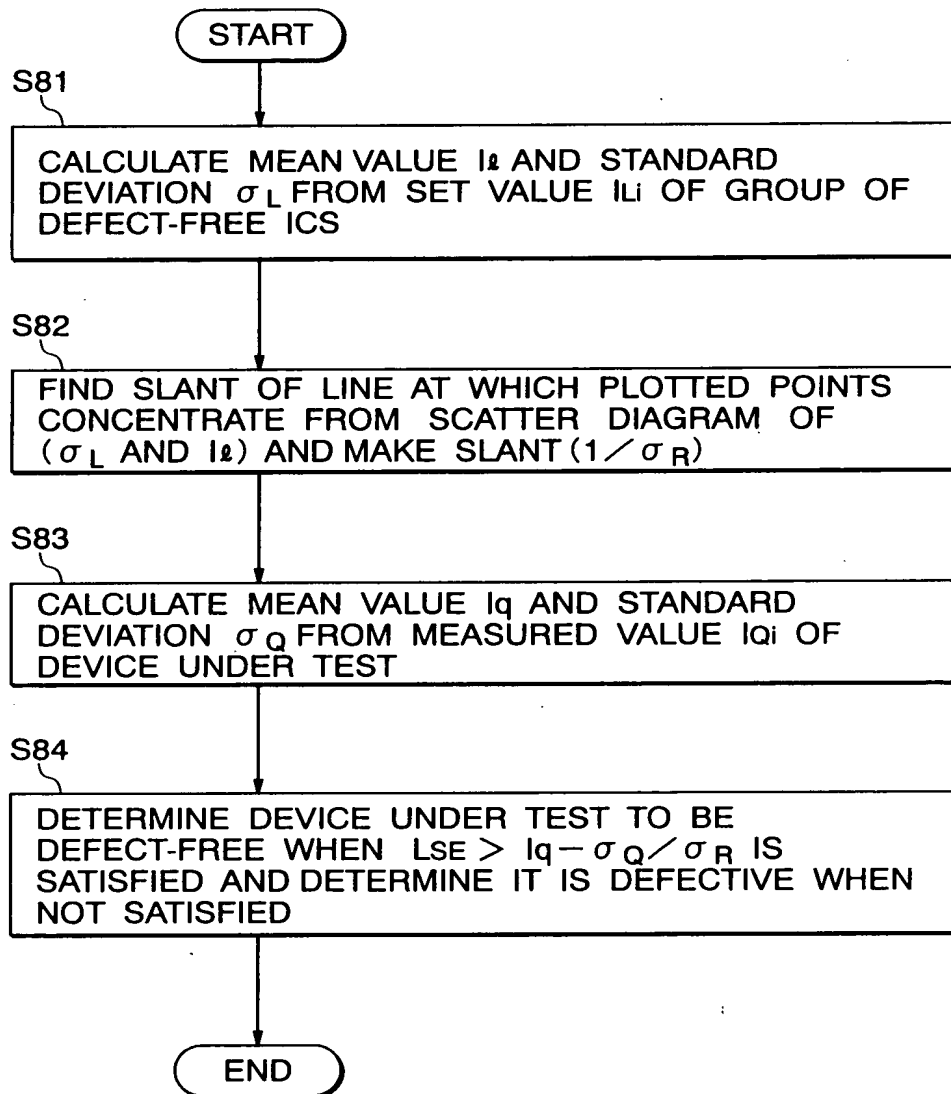 START
S81
CALCULATE MEAN VALUE Iℓ AND STANDARD
DEVIATION σL FROM SET VALUE ILi OF GROUP OF
DEFECT-FREE ICS
S82
FIND SLANT OF LINE AT WHICH PLOTTED POINTS
CONCENTRATE FROM SCATTER DIAGRAM OF
(σL AND Iℓ) AND MAKE SLANT (1/σR)
S83
CALCULATE MEAN VALUE Iq AND STANDARD
DEVIATION σQ FROM MEASURED VALUE IQi OF
DEVICE UNDER TEST
S84
DETERMINE DEVICE UNDER TEST TO BE
DEFECT-FREE WHEN LSE > Iq−σQ/σR IS
SATISFIED AND DETERMINE IT IS DEFECTIVE WHEN
NOT SATISFIED
END